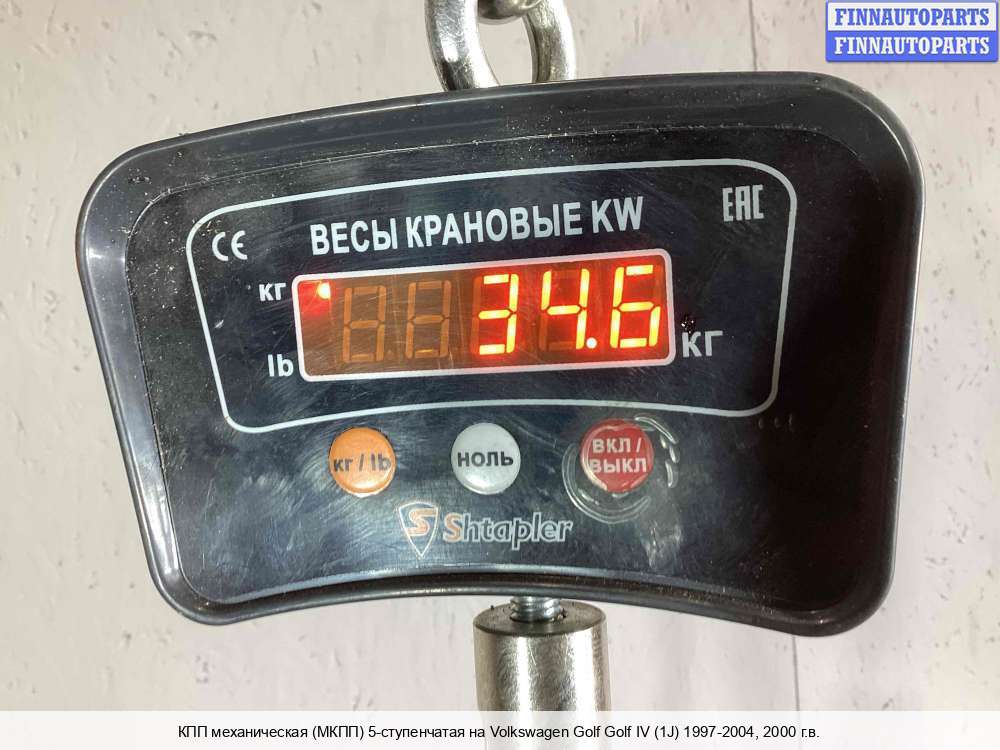 FINNAUTOPARTS
FINNAUTOPARTS
CE
EAC
ВЕСЫ КРАНОВЫЕ KW
кг
34.6
lb
КГ
кг / lb
НОЛЬ
ВКЛ /
ВЫКЛ
Shtapler
КПП механическая (МКПП) 5-ступенчатая на Volkswagen Golf Golf IV (1J) 1997-2004, 2000 г.в.